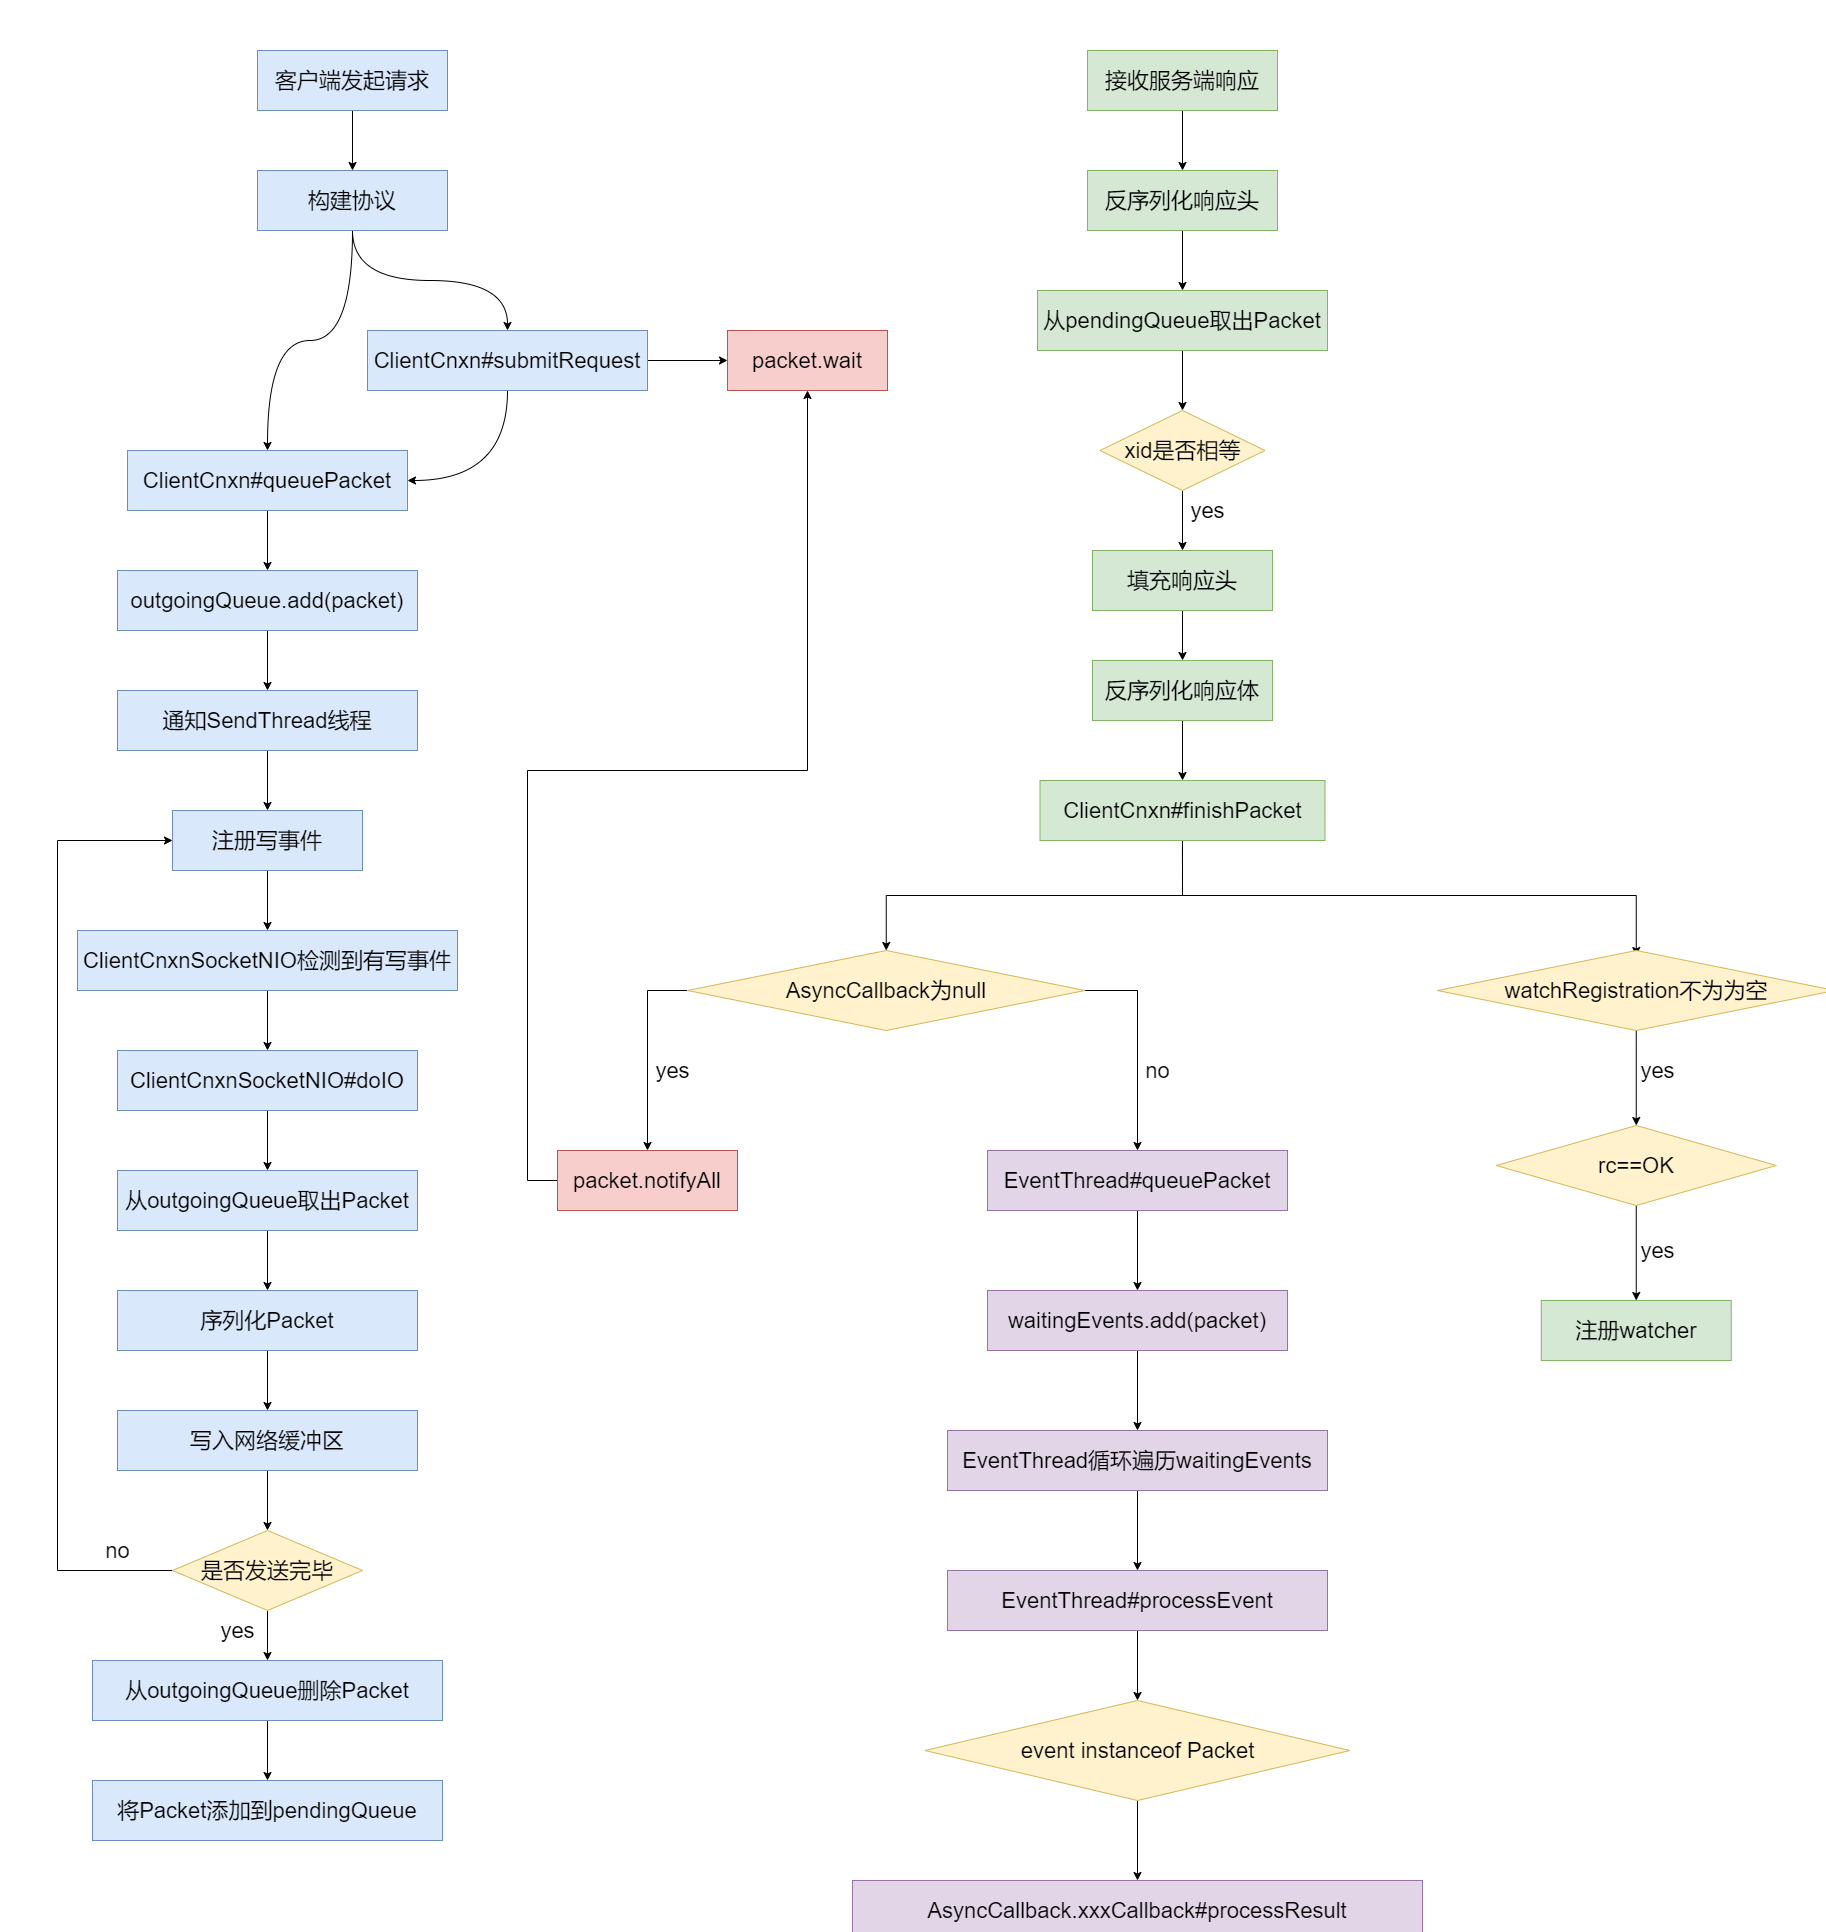 客户端发起请求
构建协议
ClientCnxn#submitRequest
packet.wait
ClientCnxn#queuePacket
outgoingQueue.add(packet)
通知SendThread线程
注册写事件
ClientCnxnSocketNIO检测到有写事件
ClientCnxnSocketNIO#doIO
从outgoingQueue取出Packet
序列化Packet
写入网络缓冲区
是否发送完毕
no
yes
从outgoingQueue删除Packet
将Packet添加到pendingQueue
接收服务端响应
反序列化响应头
从pendingQueue取出Packet
xid是否相等
yes
填充响应头
反序列化响应体
ClientCnxn#finishPacket
AsyncCallback为null
yes
packet.notifyAll
no
EventThread#queuePacket
waitingEvents.add(packet)
EventThread循环遍历waitingEvents
EventThread#processEvent
event instanceof Packet
AsyncCallback.xxxCallback#processResult
watchRegistration不为为空
yes
rc==OK
yes
注册watcher